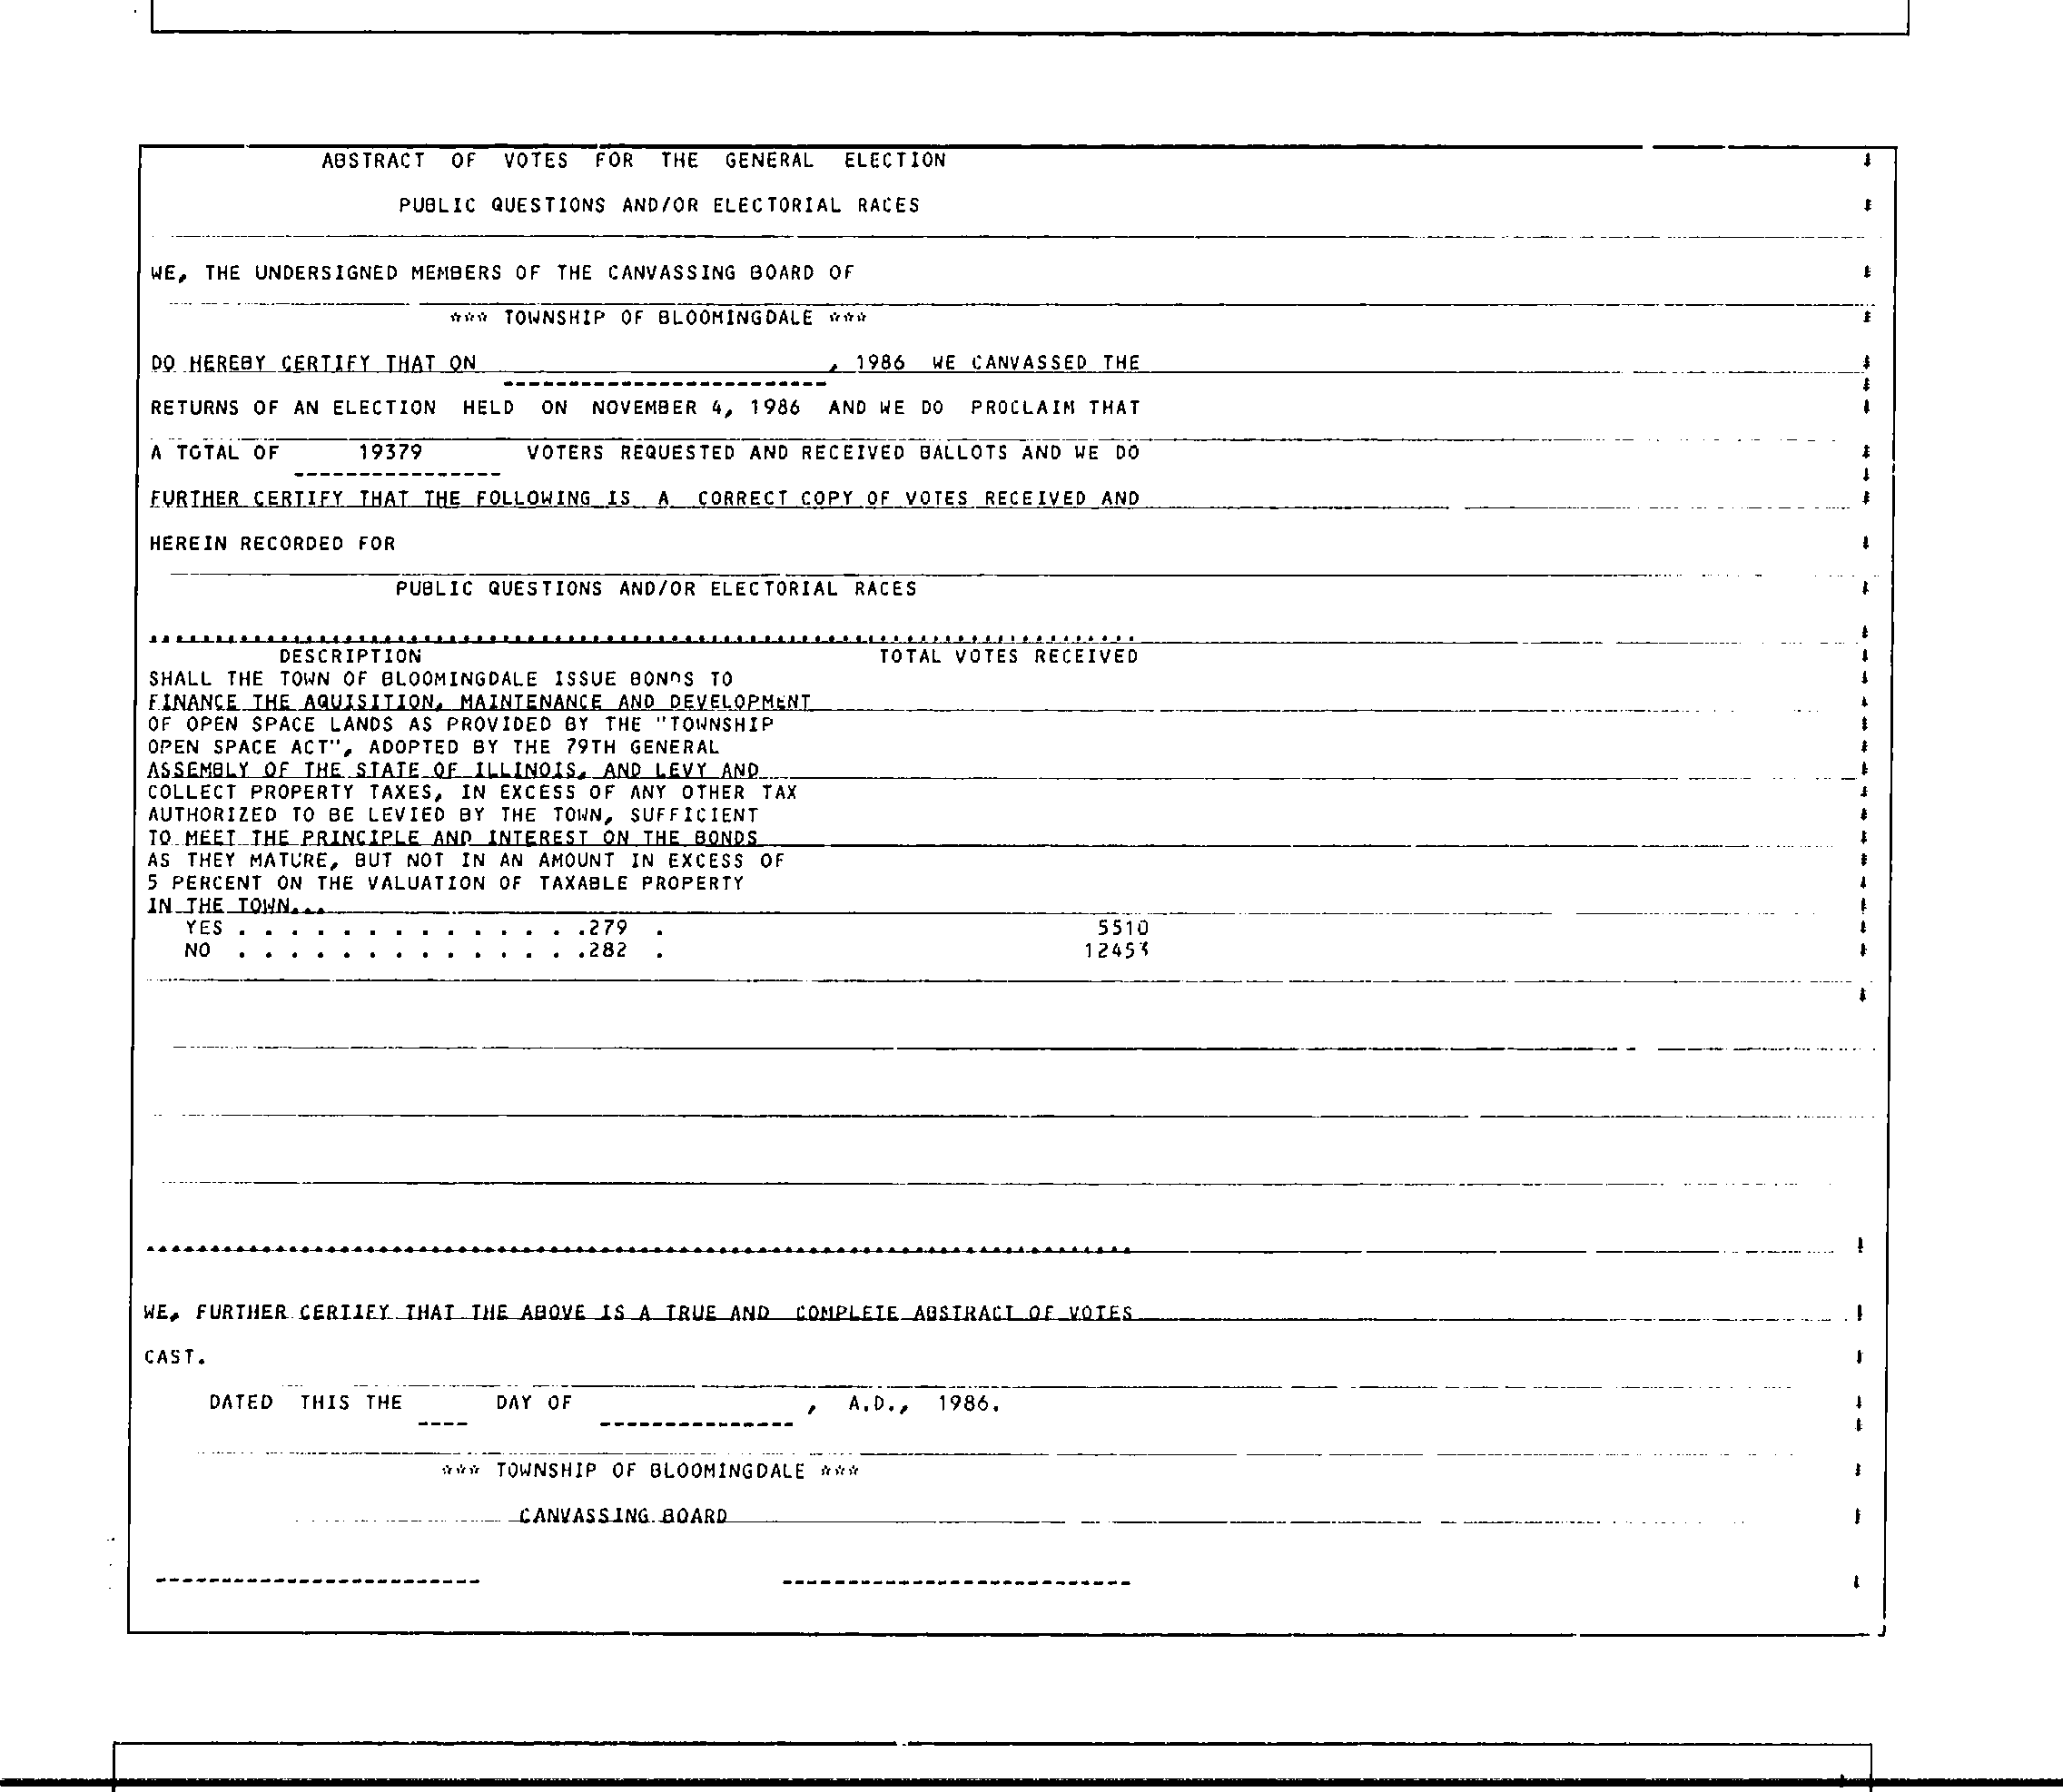 ABSTRACT OF VOTES FOR THE GENERAL ELECTION
PUBLIC QUESTIONS AND/OR ELECTORIAL RACES
WE, THE UNDERSIGNED MEMBERS OF THE CANVASSING BOARD OF
*** TOWNSHIP OF BLOOMINGDALE ***
DO HEREBY CERTIFY THAT ON , 1986 WE CANVASSED THE
RETURNS OF AN ELECTION HELD ON NOVEMBER 4, 1986 AND WE DO PROCLAIM THAT
A TOTAL OF 19379 VOTERS REQUESTED AND RECEIVED BALLOTS AND WE DO
FURTHER CERTIFY THAT THE FOLLOWING IS A CORRECT COPY OF VOTES RECEIVED AND
HEREIN RECORDED FOR
PUBLIC QUESTIONS AND/OR ELECTORIAL RACES
DESCRIPTION TOTAL VOTES RECEIVED
SHALL THE TOWN OF BLOOMINGDALE ISSUE BONDS TO
FINANCE THE AQUISITION, MAINTENANCE AND DEVELOPMENT
OF OPEN SPACE LANDS AS PROVIDED BY THE "TOWNSHIP
OPEN SPACE ACT", ADOPTED BY THE 79TH GENERAL
ASSEMBLY OF THE STATE OF ILLINOIS, AND LEVY AND
COLLECT PROPERTY TAXES, IN EXCESS OF ANY OTHER TAX
AUTHORIZED TO BE LEVIED BY THE TOWN, SUFFICIENT
TO MEET THE PRINCIPLE AND INTEREST ON THE BONDS
AS THEY MATURE, BUT NOT IN AN AMOUNT IN EXCESS OF
5 PERCENT ON THE VALUATION OF TAXABLE PROPERTY
IN THE TOWN...
YES . . . . . . . . . . . . . .279 . 5510
NO . . . . . . . . . . . . . .282 . 12453
WE, FURTHER CERTIFY THAT THE ABOVE IS A TRUE AND COMPLETE ABSTRACT OF VOTES
CAST.
DATED THIS THE ---- DAY OF ---------------, A.D., 1986.
*** TOWNSHIP OF BLOOMINGDALE ***
CANVASSING BOARD